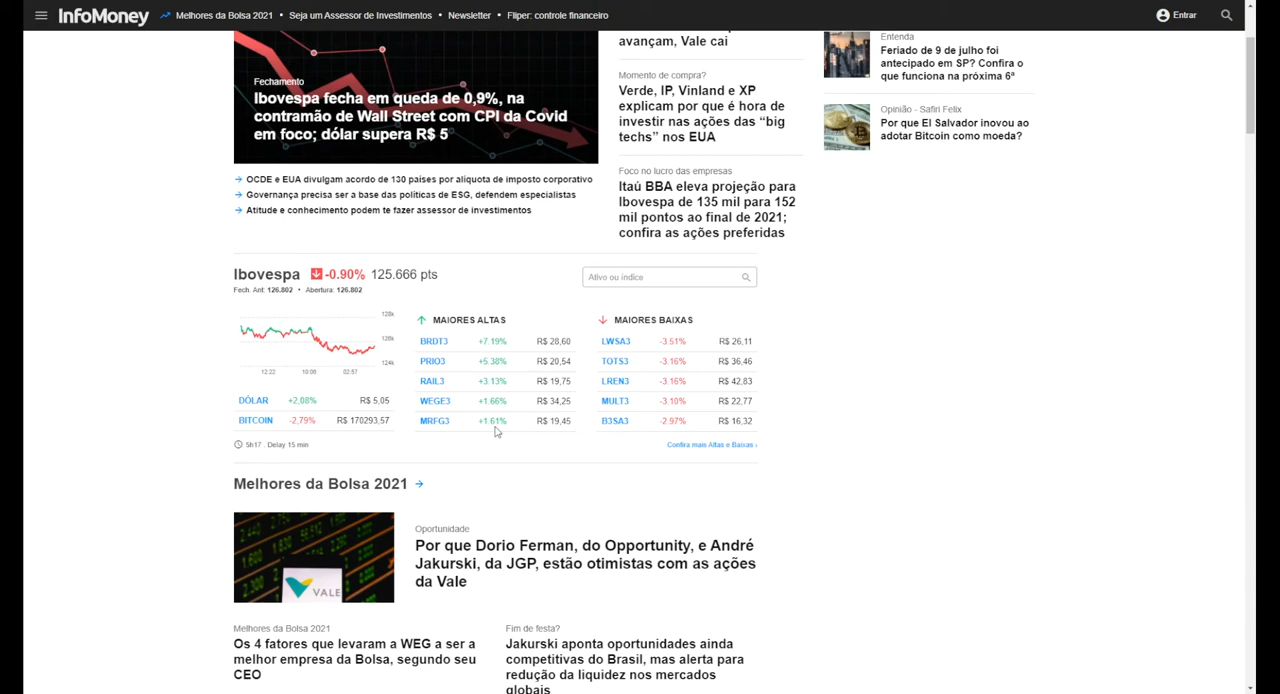 InfoMoney
Melhores da Bolsa 2021 • Seja um Assessor de Investimentos • Newsletter • Fliper: controle financeiro
Entrar
Fechamento
Ibovespa fecha em queda de 0,9%, na
contramão de Wall Street com CPI da Covid
em foco; dólar supera R$ 5
OCDE e EUA divulgam acordo de 130 países por alíquota de imposto corporativo
Governança precisa ser a base das políticas de ESG, defendem especialistas
Atitude e conhecimento podem te fazer assessor de investimentos
avançam, Vale cai
Momento de compra?
Verde, IP, Vinland e XP
explicam por que é hora de
investir nas ações das “big
techs” nos EUA
Foco no lucro das empresas
Itaú BBA eleva projeção para
Ibovespa de 135 mil para 152
mil pontos ao final de 2021;
confira as ações preferidas
Entenda
Feriado de 9 de julho foi
antecipado em SP? Confira o
que funciona na próxima 6ª
Opinião - Safiri Felix
Por que El Salvador inovou ao
adotar Bitcoin como moeda?
Ibovespa -0.90% 125.666 pts
Fech. Ant: 126.802 • Abertura: 126.802
Ativo ou índice
128k
126k
124k
12:22 10:08 02:57
DÓLAR +2,08% R$ 5,05
BITCOIN -2,79% R$ 170293,57
MAIORES ALTAS
BRDT3 +7.19% R$ 28,60
PRIO3 +5.38% R$ 20,54
RAIL3 +3.13% R$ 19,75
WEGE3 +1.66% R$ 34,25
MRFG3 +1.61% R$ 19,45
MAIORES BAIXAS
LWSA3 -3.51% R$ 26,11
TOTS3 -3.16% R$ 36,46
LREN3 -3.16% R$ 42,83
MULT3 -3.10% R$ 22,77
B3SA3 -2.97% R$ 16,32
5h17 . Delay 15 min
Confira mais Altas e Baixas ›
Melhores da Bolsa 2021
VALE
Oportunidade
Por que Dorio Ferman, do Opportunity, e André
Jakurski, da JGP, estão otimistas com as ações
da Vale
Melhores da Bolsa 2021
Os 4 fatores que levaram a WEG a ser a
melhor empresa da Bolsa, segundo seu
CEO
Fim de festa?
Jakurski aponta oportunidades ainda
competitivas do Brasil, mas alerta para
redução da liquidez nos mercados
globais